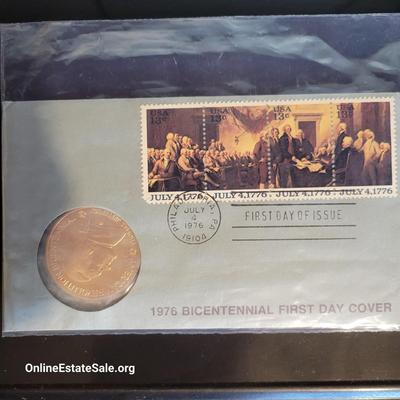 USA 13c USA 13c USA 13c USA 13c
JULY 4,1776 JULY 4,1776 JULY 4,1776 JULY 4,1776
PHILADELPHIA, PA
JULY
4
1976
19104
FIRST DAY OF ISSUE
1976 BICENTENNIAL FIRST DAY COVER
OnlineEstateSale.org